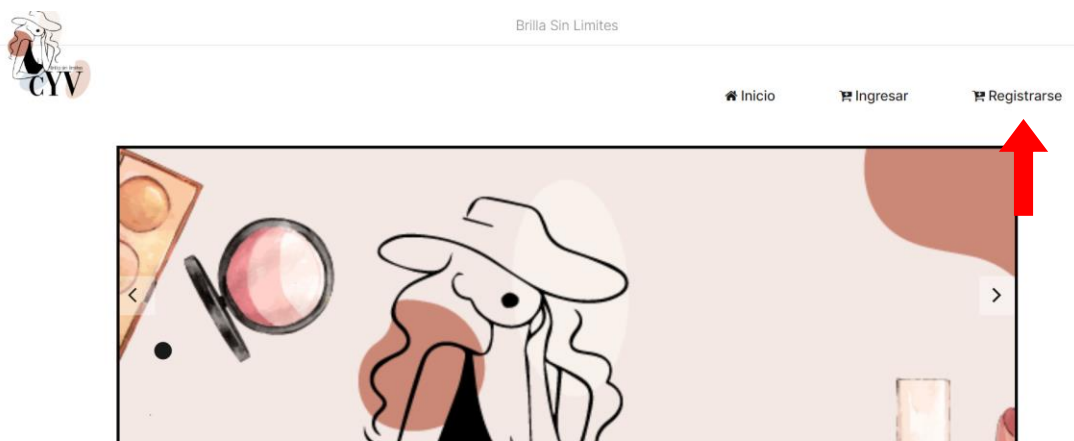 Brilla Sin Limites
CYV
Inicio
Ingresar
Registrarse